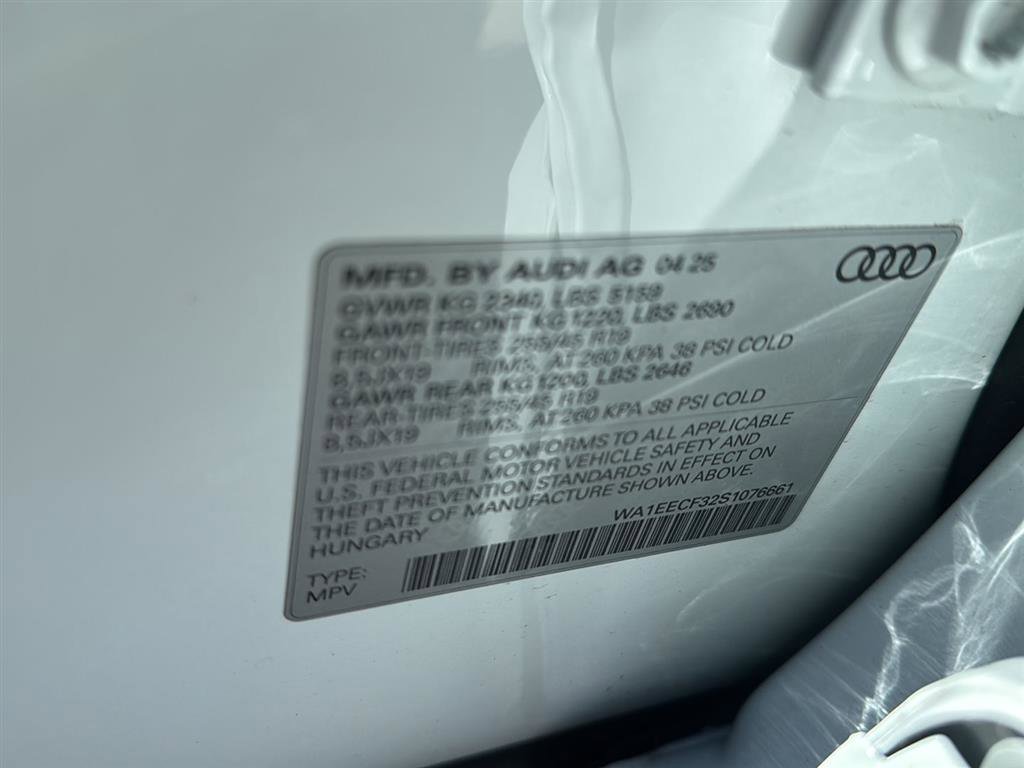 MFD. BY AUDI AG 04 25
GVWR KG 2340, LBS 5159
GAWR FRONT KG 1220, LBS 2690
FRONT-TIRES 255/45 R19
8,5JX19 RIMS, AT 260 KPA 38 PSI COLD
GAWR REAR KG 1200, LBS 2646
REAR-TIRES 255/45 R19
8,5JX19 RIMS, AT 260 KPA 38 PSI COLD
THIS VEHICLE CONFORMS TO ALL APPLICABLE
U.S. FEDERAL MOTOR VEHICLE SAFETY AND
THEFT PREVENTION STANDARDS IN EFFECT ON
THE DATE OF MANUFACTURE SHOWN ABOVE.
HUNGARY WA1EECF32S1076661
TYPE:
MPV